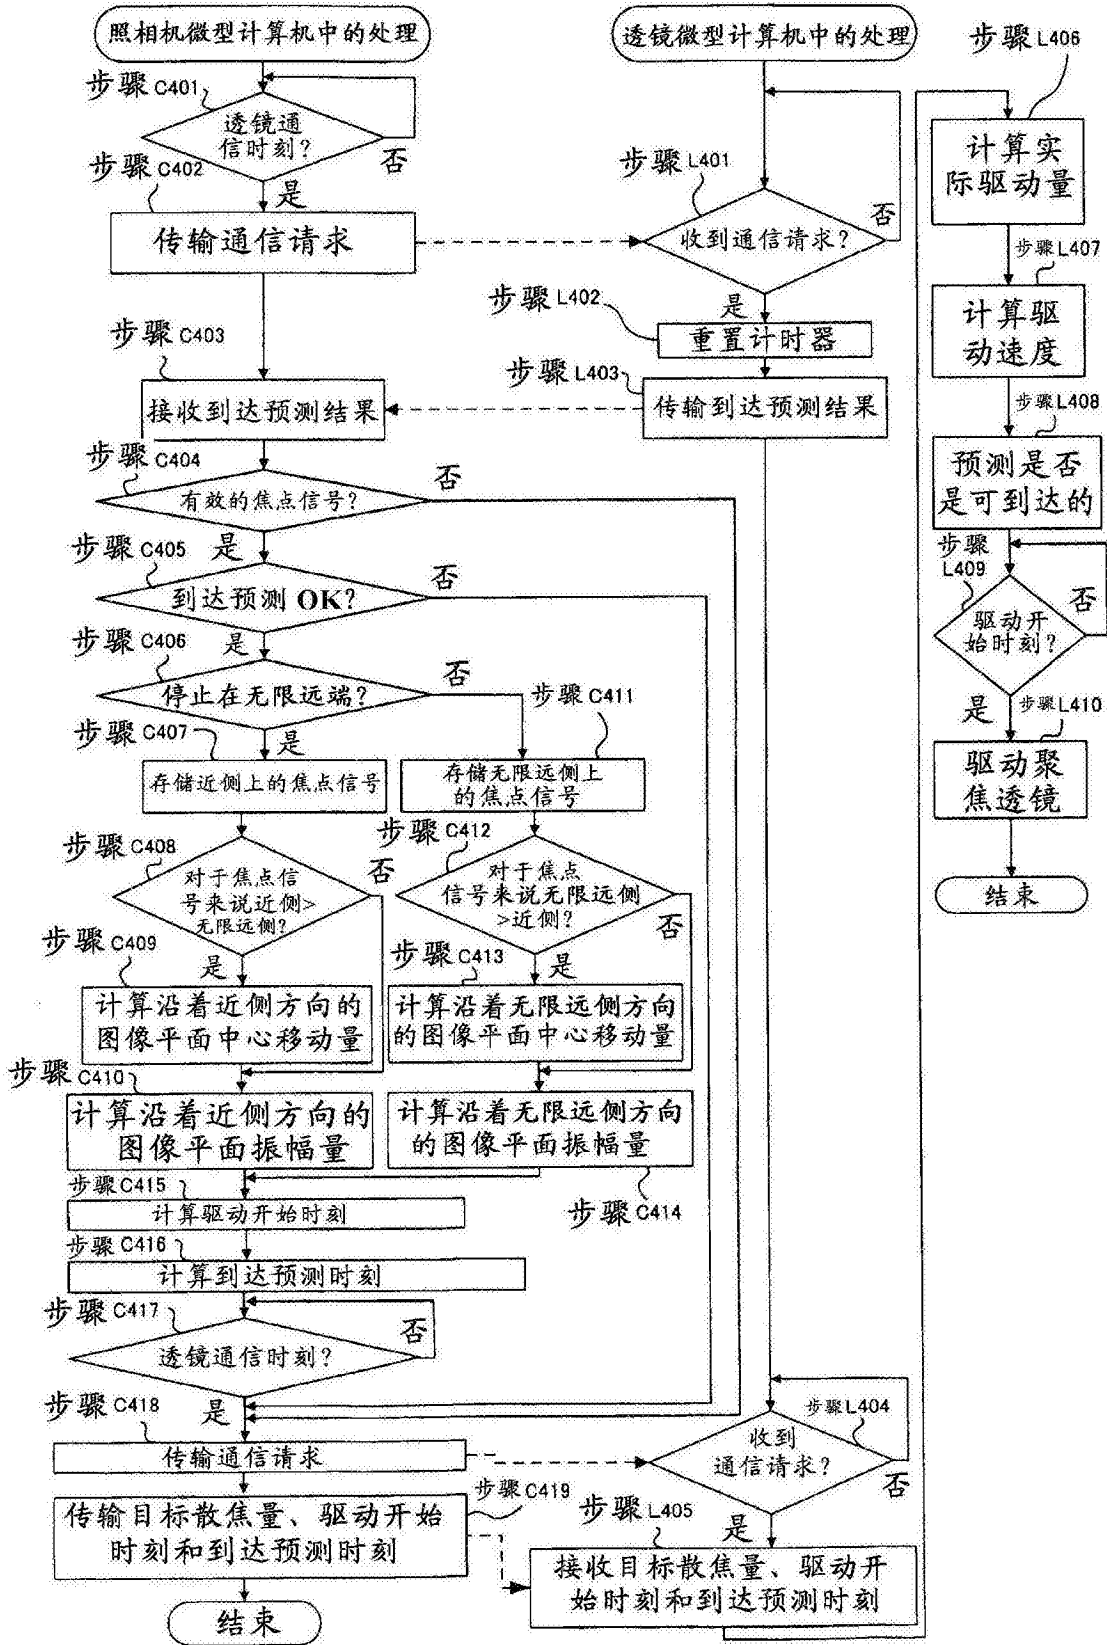 照相机微型计算机中的处理
步骤 C401
透镜通
信时刻?
否
步骤 C402
是
传输通信请求
步骤 C403
接收到达预测结果
步骤 C404
有效的焦点信号?
否
步骤 C405
是
到达预测 OK?
否
步骤 C406
是
停止在无限远端?
否
步骤 C407
是
存储近侧上的焦点信号
步骤 C411
存储无限远侧上
的焦点信号
步骤 C408
对于焦点信
号来说近侧>
无限远侧?
否
步骤 C412
对于焦点
信号来说无限远侧
>近侧?
否
步骤 C409
是
计算沿着近侧方向的
图像平面中心移动量
步骤 C413
是
计算沿着无限远侧方向
的图像平面中心移动量
步骤 C410
计算沿着近侧方向的
图像平面振幅量
计算沿着无限远侧方向
的图像平面振幅量
步骤 C414
步骤C415
计算驱动开始时刻
步骤 C416
计算到达预测时刻
步骤 C417
透镜通信时刻?
否
步骤 C418
是
传输通信请求
步骤 C419
传输目标散焦量、驱动开始
时刻和到达预测时刻
结束
透镜微型计算机中的处理
步骤 L401
收到通信请求?
否
步骤 L402
是
重置计时器
步骤 L403
传输到达预测结果
步骤L404
收到
通信请求?
否
步骤 L405
是
接收目标散焦量、驱动开
始时刻和到达预测时刻
步骤 L406
计算实
际驱动量
步骤L407
计算驱
动速度
步骤L408
预测是否
是可到达的
步骤
L409
驱动开
始时刻?
否
是
步骤L410
驱动聚
焦透镜
结束